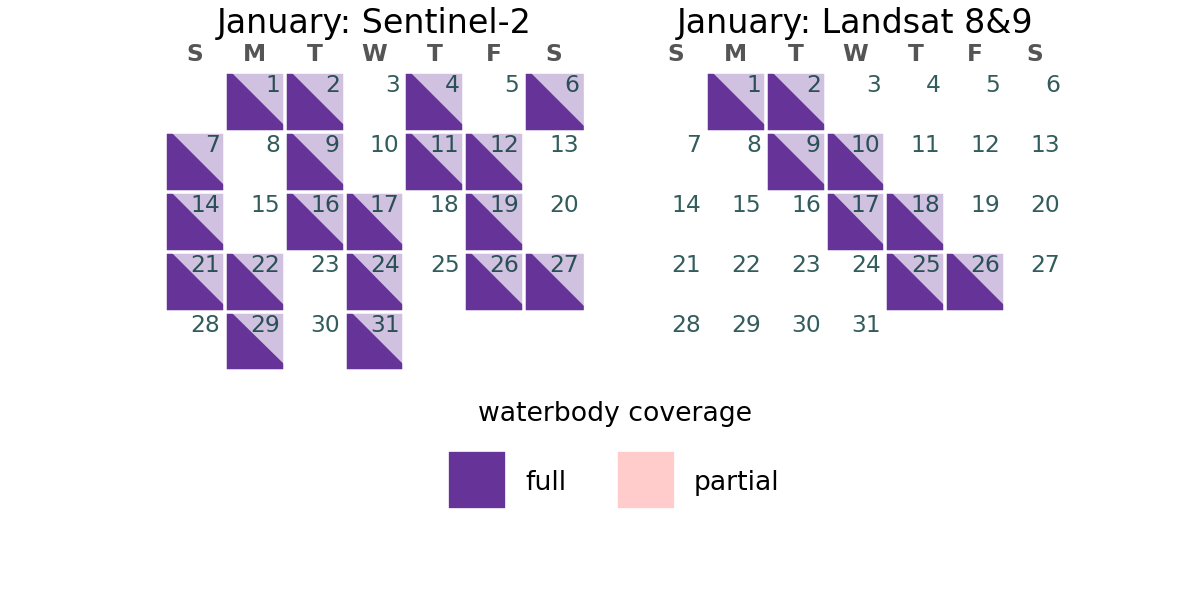 January: Sentinel-2
S M T W T F S
1 2 3 4 5 6
7 8 9 10 11 12 13
14 15 16 17 18 19 20
21 22 23 24 25 26 27
28 29 30 31
January: Landsat 8&9
S M T W T F S
1 2 3 4 5 6
7 8 9 10 11 12 13
14 15 16 17 18 19 20
21 22 23 24 25 26 27
28 29 30 31
waterbody coverage
full
partial